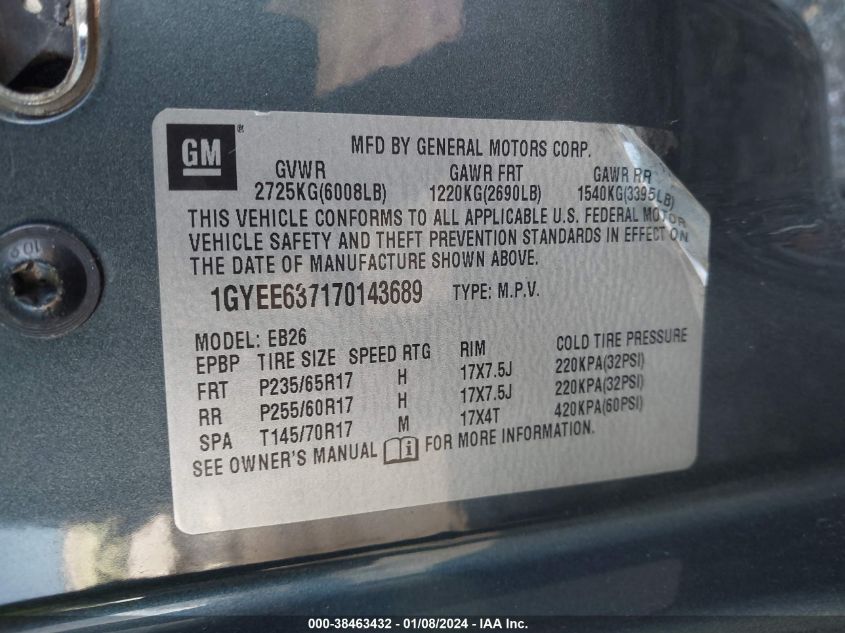 GM®
MFD BY GENERAL MOTORS CORP.
GVWR GAWR FRT GAWR RR
2725KG(6008LB) 1220KG(2690LB) 1540KG(3395LB)
THIS VEHICLE CONFORMS TO ALL APPLICABLE U.S. FEDERAL MOTOR
VEHICLE SAFETY AND THEFT PREVENTION STANDARDS IN EFFECT ON
THE DATE OF MANUFACTURE SHOWN ABOVE.
1GYEE637170143689 TYPE: M.P.V.
MODEL: EB26
EPBP TIRE SIZE SPEED RTG RIM COLD TIRE PRESSURE
FRT P235/65R17 H 17X7.5J 220KPA(32PSI)
RR P255/60R17 H 17X7.5J 220KPA(32PSI)
SPA T145/70R17 M 17X4T 420KPA(60PSI)
SEE OWNER'S MANUAL FOR MORE INFORMATION.
000-38463432 - 01/08/2024 - IAA Inc.